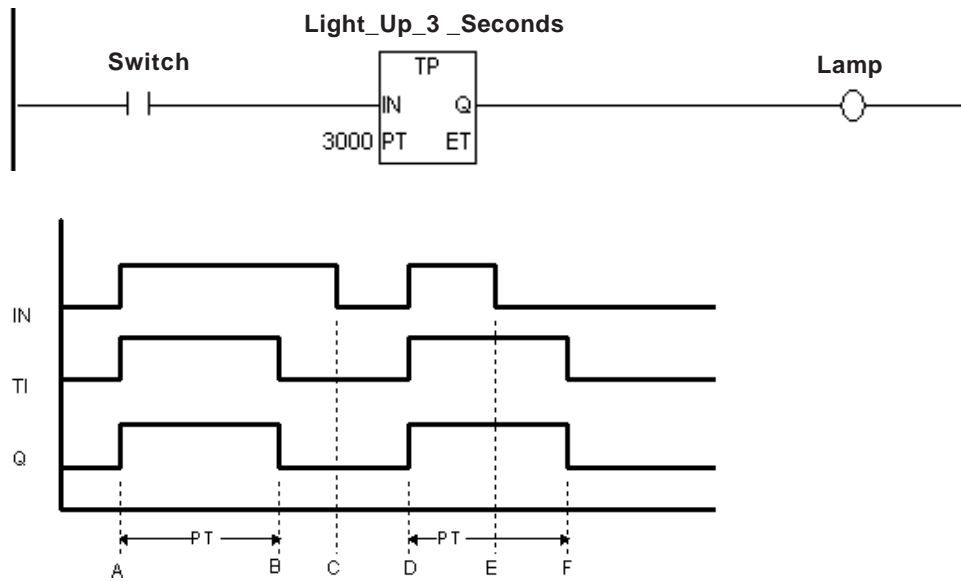 Light_Up_3 _Seconds
Switch
TP
Lamp
IN Q
3000 PT ET
IN
TI
Q
PT PT
A B C D E F